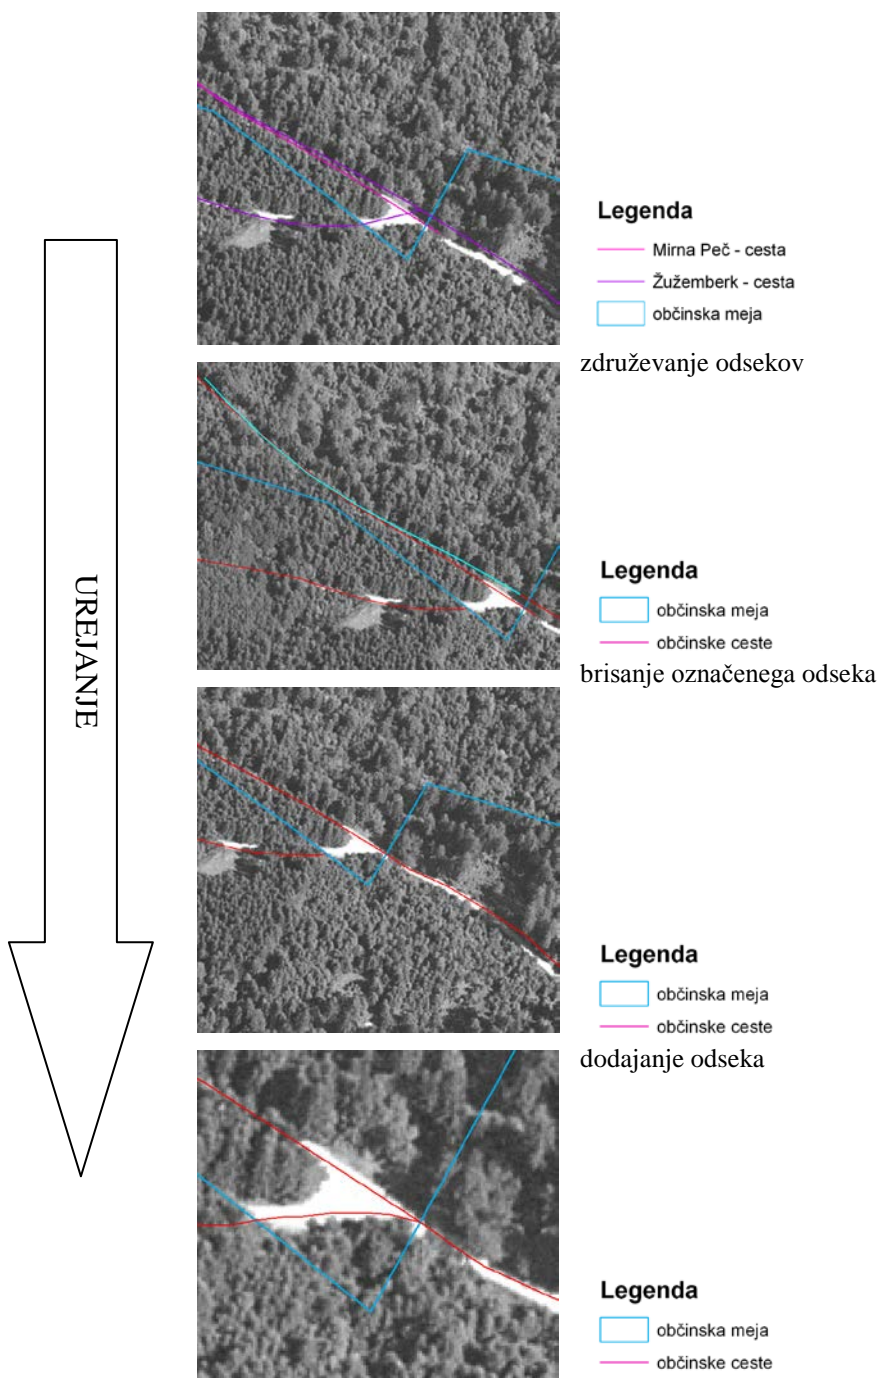 UREJANJE
Legenda
Mirna Peč - cesta
Žužemberk - cesta
občinska meja
združevanje odsekov
Legenda
občinska meja
občinske ceste
brisanje označenega odseka
Legenda
občinska meja
občinske ceste
dodajanje odseka
Legenda
občinska meja
občinske ceste